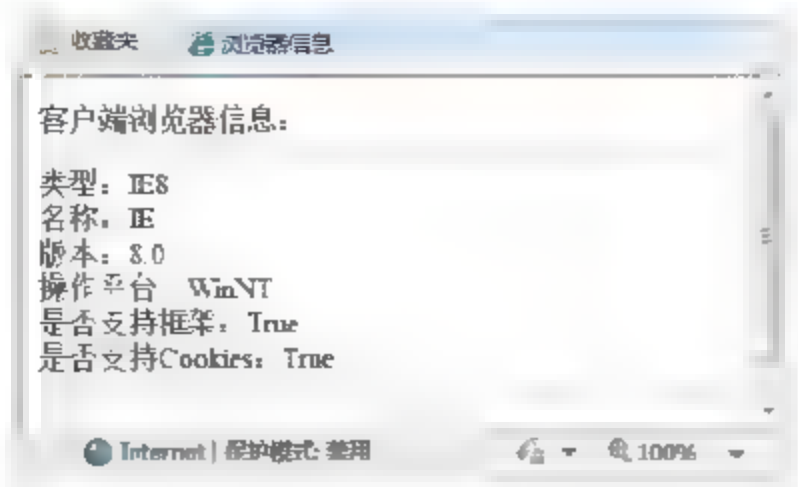 收藏夹 浏览器信息
客户端浏览器信息：
类型：IE8
名称：IE
版本：8.0
操作平台 WinNT
是否支持框架：True
是否支持Cookies：True
Internet | 保护模式: 禁用 100%